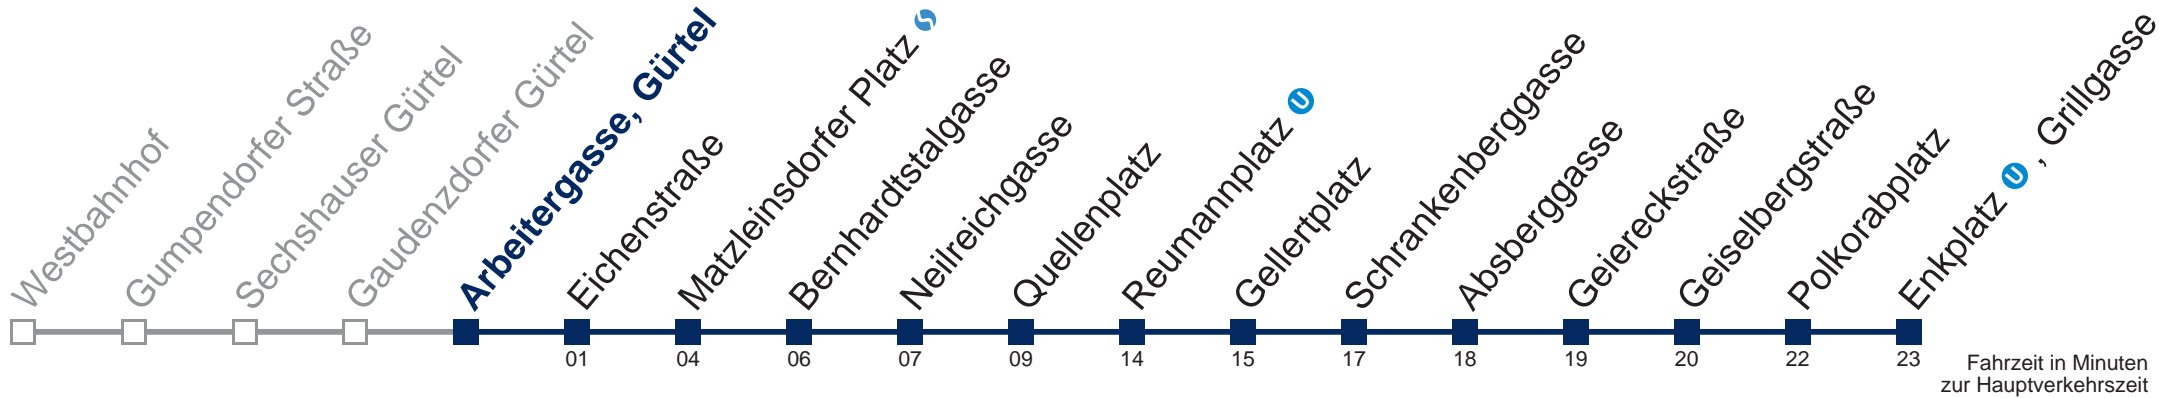 Westbahnhof
Gumpendorfer Straße
Sechshauser Gürtel
Gaudenzdorfer Gürtel
Arbeitergasse, Gürtel
Eichenstraße
Matzleinsdorfer Platz S
Bernhardtstalgasse
Neilreichgasse
Quellenplatz
Reumannplatz U
Gellertplatz
Schrankenberggasse
Absberggasse
Geiereckstraße
Geiselbergstraße
Polkorabplatz
Enkplatz U , Grillgasse
01 04 06 07 09 14 15 17 18 19 20 22 23
Fahrzeit in Minuten
zur Hauptverkehrszeit